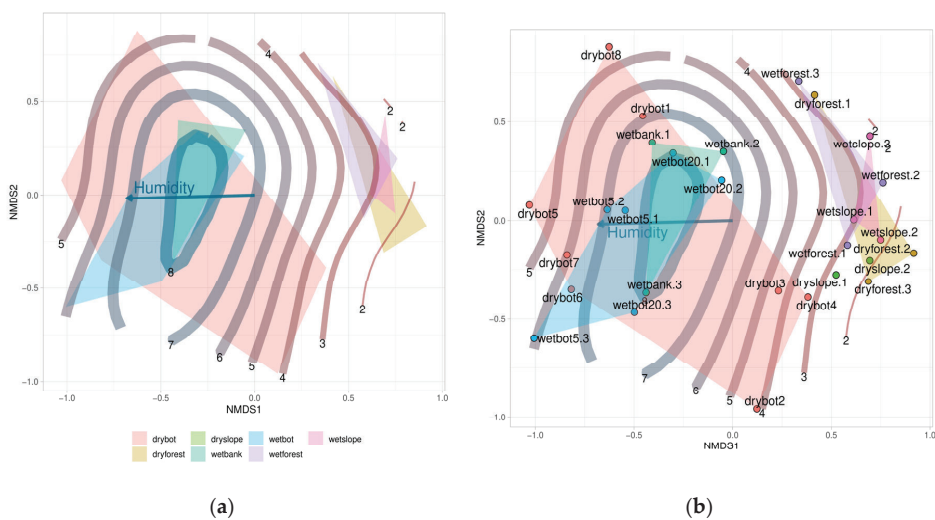 0.5
0.0
−0.5
−1.0
NMDS2
−1.0
−0.5
0.0
0.5
1.0
NMDS1
4
2
2
Humidity
5
8
2
7
6
5
4
3
drybot
dryslope
wetbot
wetslope
dryforest
wetbank
wetforest
(a)
0.5
0.0
−0.5
−1.0
NMDS2
−1.0
−0.5
0.0
0.5
1.0
drybot8
4
wetforest.3
dryforest.1
drybot1
2
wetbank.1
wetbank.2
wetslope.3
2
wetbot20.1
wetforest.2
wetbot20.2
wetbot5.2
drybot5
wetbot5.1
wetslope.1
Humidity
wetslope.2
drybot7
wetforest.1
dryforest.2
5
dryslope.2
wetbank.3
drybot3
dryslope.1
dryforest.3
drybot6
wetbot20.3
drybot4
wetbot5.3
2
7
3
6
5
drybot2
4
(b)